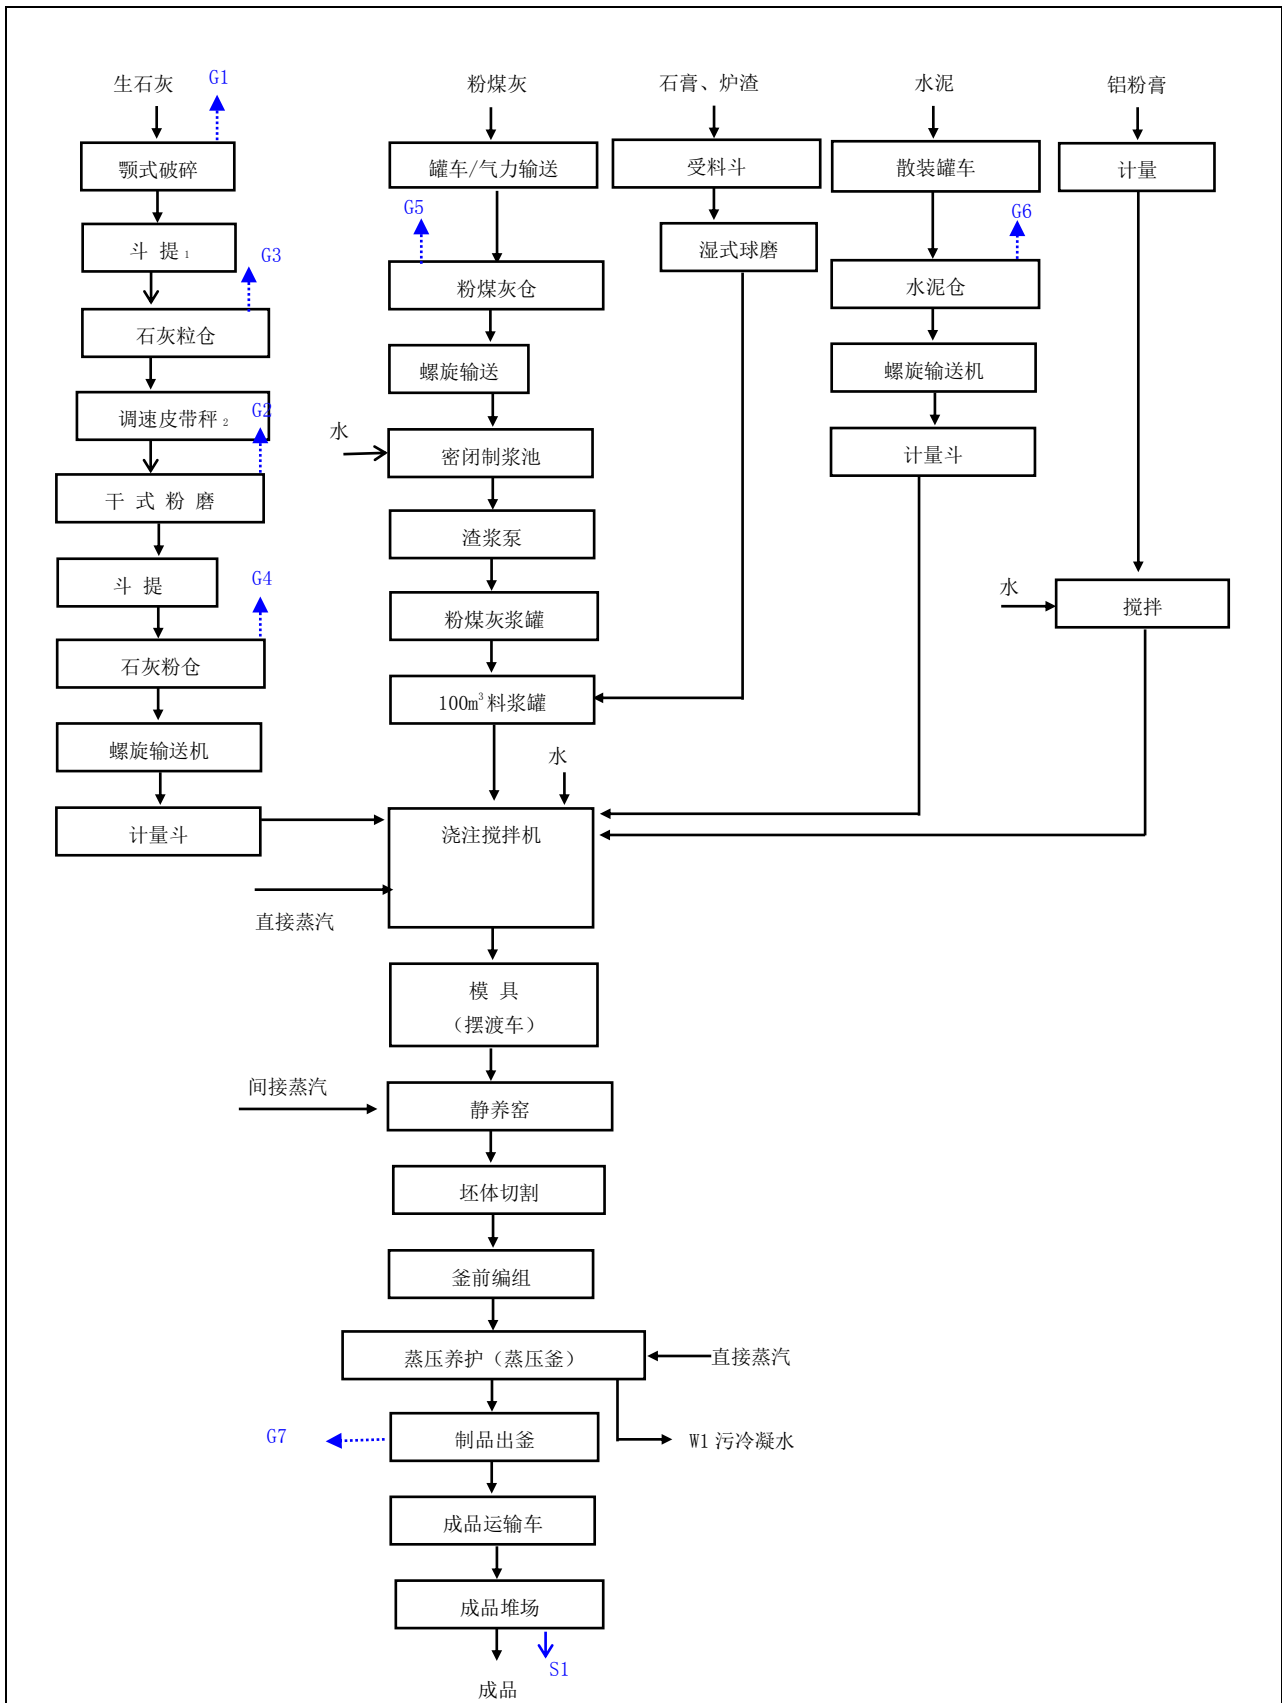 生石灰
G1
粉煤灰
石膏、炉渣
水泥
铝粉膏
颚式破碎
罐车/气力输送
受料斗
散装罐车
计量
斗 提 1
G3
G5
G6
粉煤灰仓
湿式球磨
水泥仓
石灰粒仓
螺旋输送
螺旋输送机
调速皮带秤 2
G2
水
密闭制浆池
计量斗
干 式 粉 磨
渣浆泵
斗 提
G4
水
搅拌
粉煤灰浆罐
石灰粉仓
100m³料浆罐
螺旋输送机
水
计量斗
浇注搅拌机
直接蒸汽
模 具
（摆渡车）
间接蒸汽
静养窑
坯体切割
釜前编组
蒸压养护（蒸压釜）
直接蒸汽
G7
制品出釜
W1 污冷凝水
成品运输车
成品堆场
S1
成品